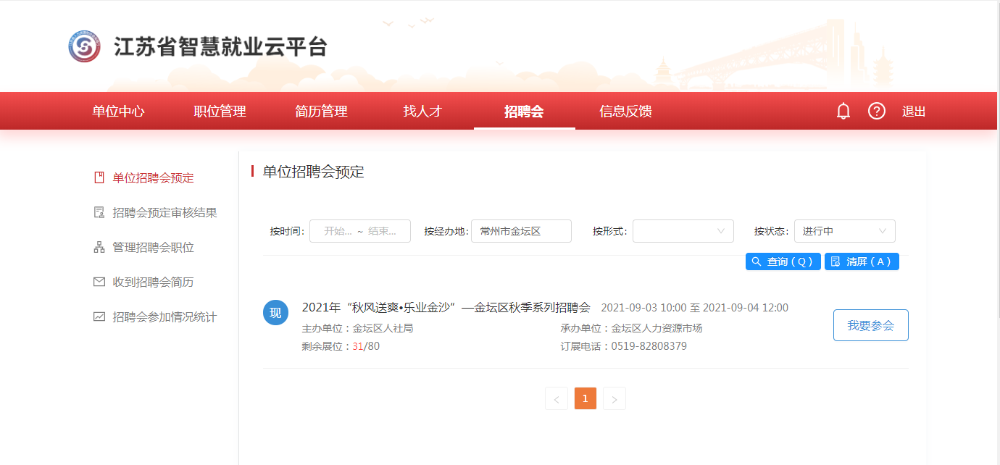 江苏省智慧就业云平台
单位中心 职位管理 简历管理 找人才 招聘会 信息反馈 退出
单位招聘会预定
招聘会预定审核结果
管理招聘会职位
收到招聘会简历
招聘会参加情况统计
单位招聘会预定
按时间: 开始... ~ 结束... 按经办地: 常州市金坛区 按形式: 按状态: 进行中
查询 ( Q ) 清屏 ( A )
现 2021年“秋风送爽•乐业金沙”—金坛区秋季系列招聘会 2021-09-03 10:00 至 2021-09-04 12:00
主办单位：金坛区人社局 承办单位：金坛区人力资源市场
剩余展位：31/80 订展电话：0519-82808379
我要参会
< 1 >